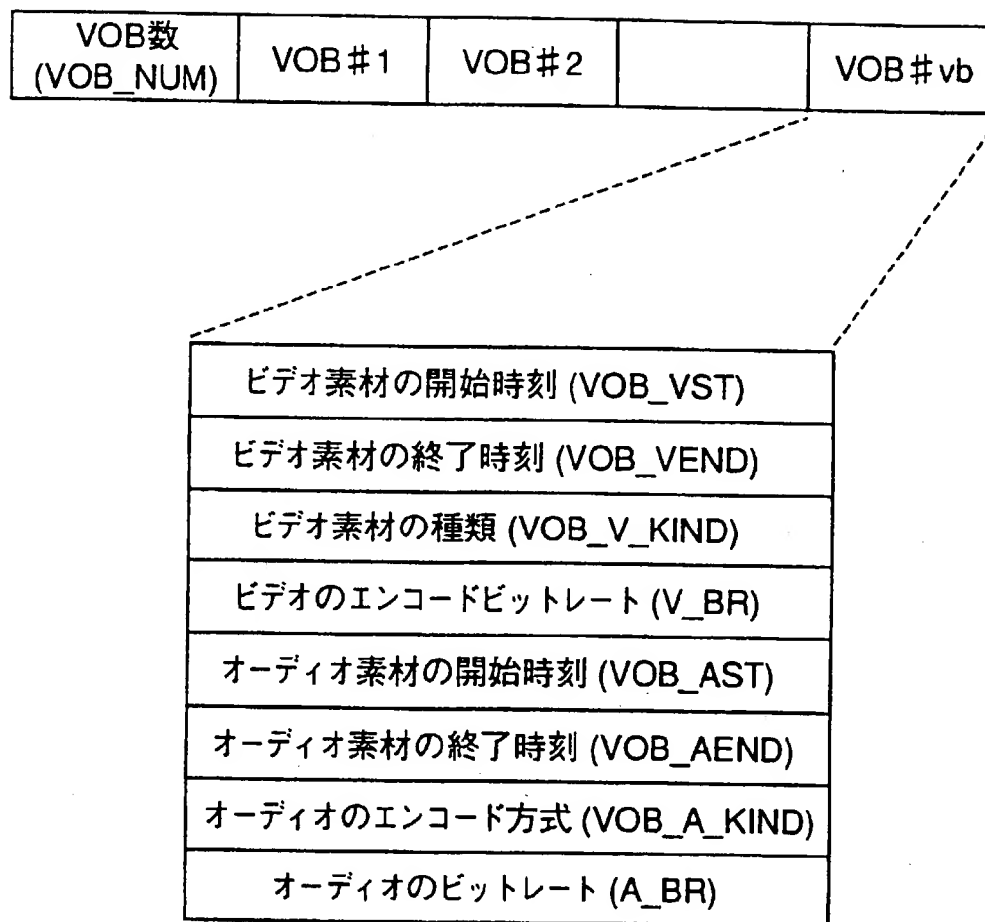 VOB数
(VOB_NUM)
VOB#1
VOB#2
VOB#vb
ビデオ素材の開始時刻 (VOB_VST)
ビデオ素材の終了時刻 (VOB_VEND)
ビデオ素材の種類 (VOB_V_KIND)
ビデオのエンコードビットレート (V_BR)
オーディオ素材の開始時刻 (VOB_AST)
オーディオ素材の終了時刻 (VOB_AEND)
オーディオのエンコード方式 (VOB_A_KIND)
オーディオのビットレート (A_BR)